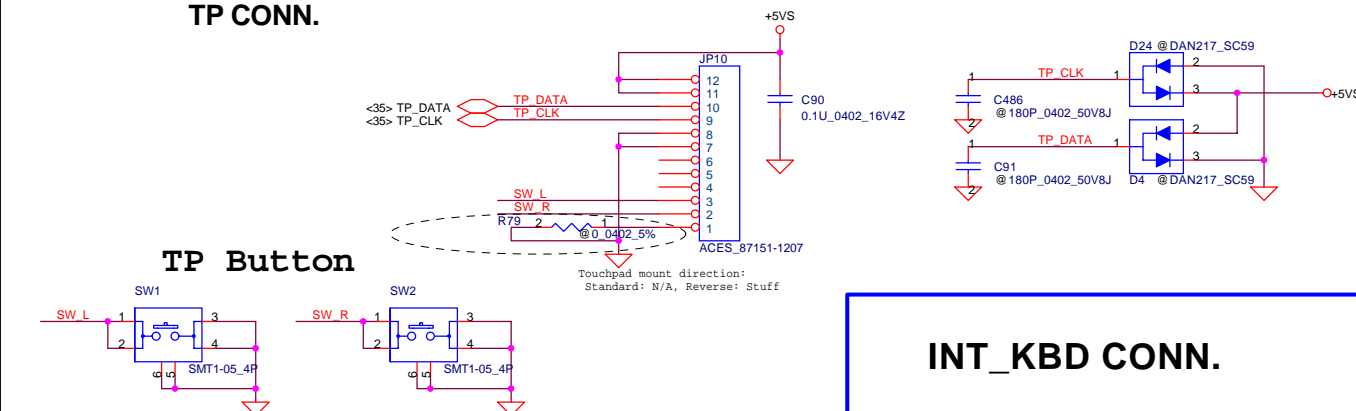 TP CONN.
+5VS
JP10
12
11
<35> TP_DATA
TP_DATA
10
<35> TP_CLK
TP_CLK
9
8
7
6
5
4
SW_L
3
SW_R
2
R79
2
1
1
@0_0402_5%
ACES_87151-1207
C90
0.1U_0402_16V4Z
Touchpad mount direction:
Standard: N/A, Reverse: Stuff
D24 @DAN217_SC59
1
TP_CLK
1
2
3
+5VS
C486
@180P_0402_50V8J
2
1
TP_DATA
1
2
3
C91
@180P_0402_50V8J
2
D4 @DAN217_SC59
TP Button
SW1
SW_L
1
3
2
4
SMT1-05_4P
6
5
SW2
SW_R
1
3
2
4
SMT1-05_4P
6
5
INT_KBD CONN.